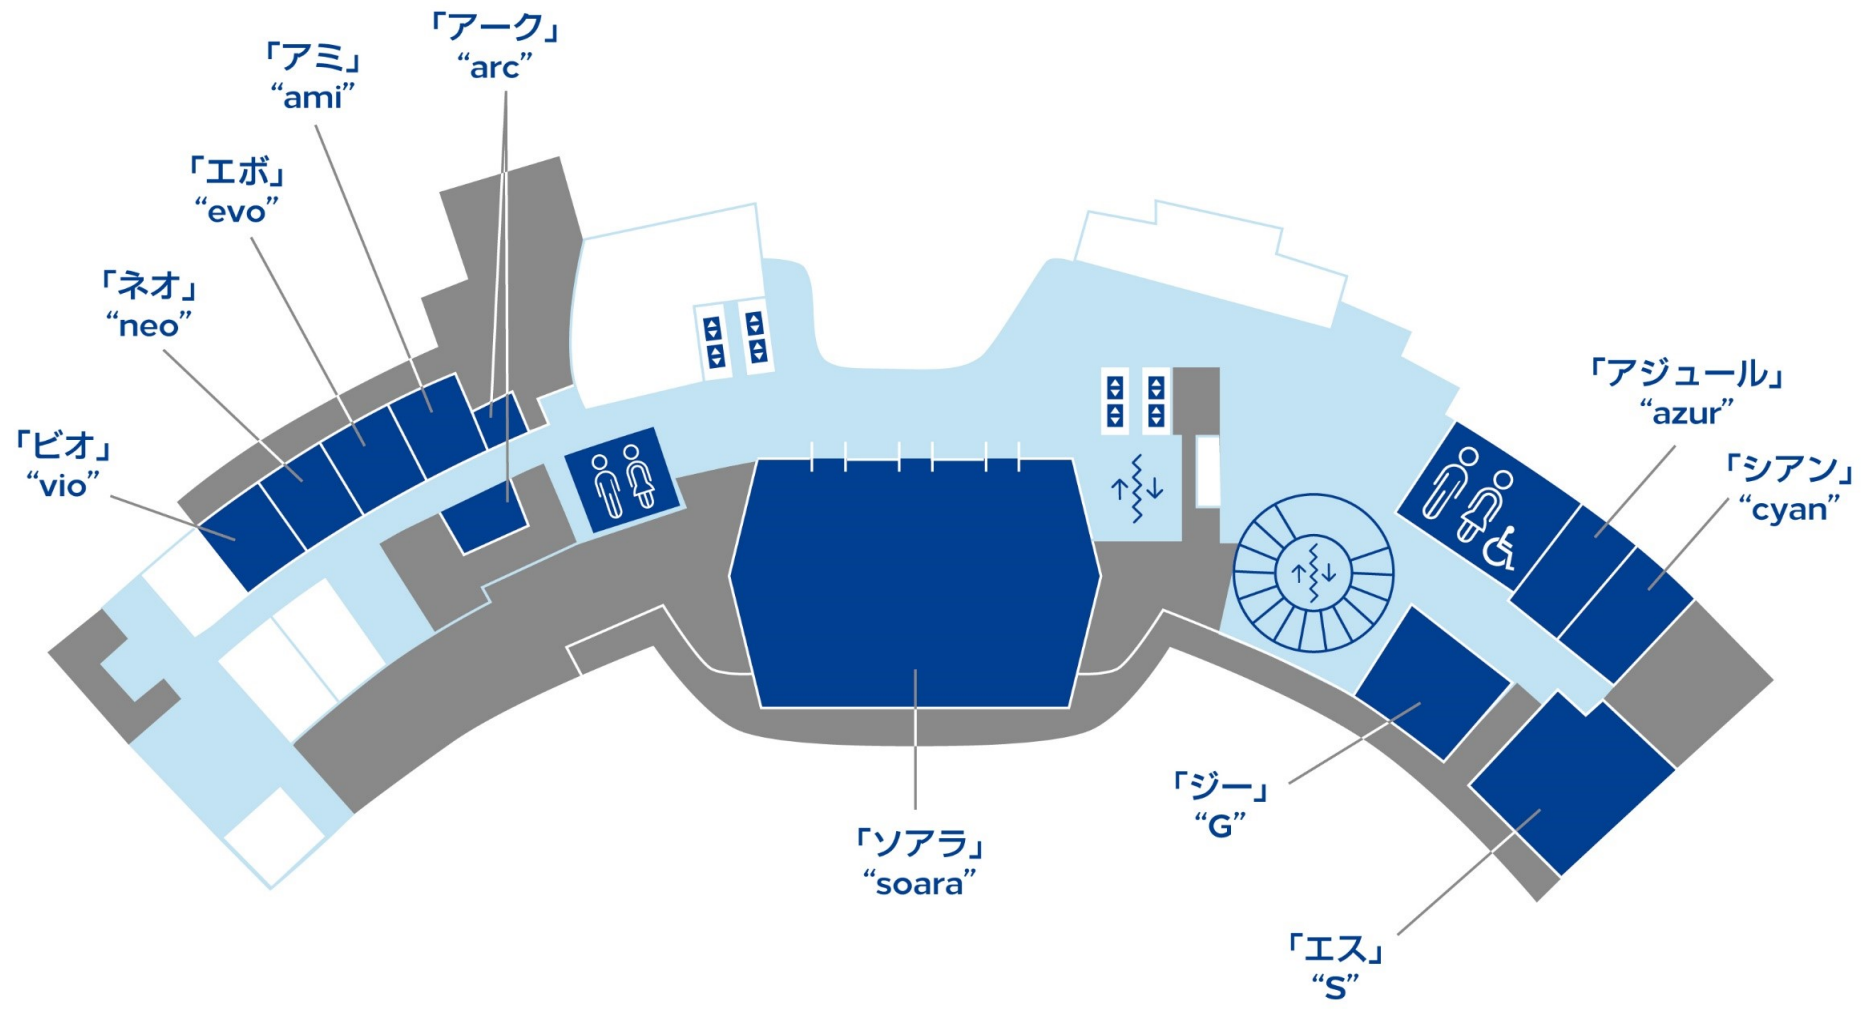 「アーク」
“arc”
「アミ」
“ami”
「エボ」
“evo”
「ネオ」
“neo”
「ビオ」
“vio”
「アジュール」
“azur”
「シアン」
“cyan”
「ジー」
“G”
「ソアラ」
“soara”
「エス」
“S”